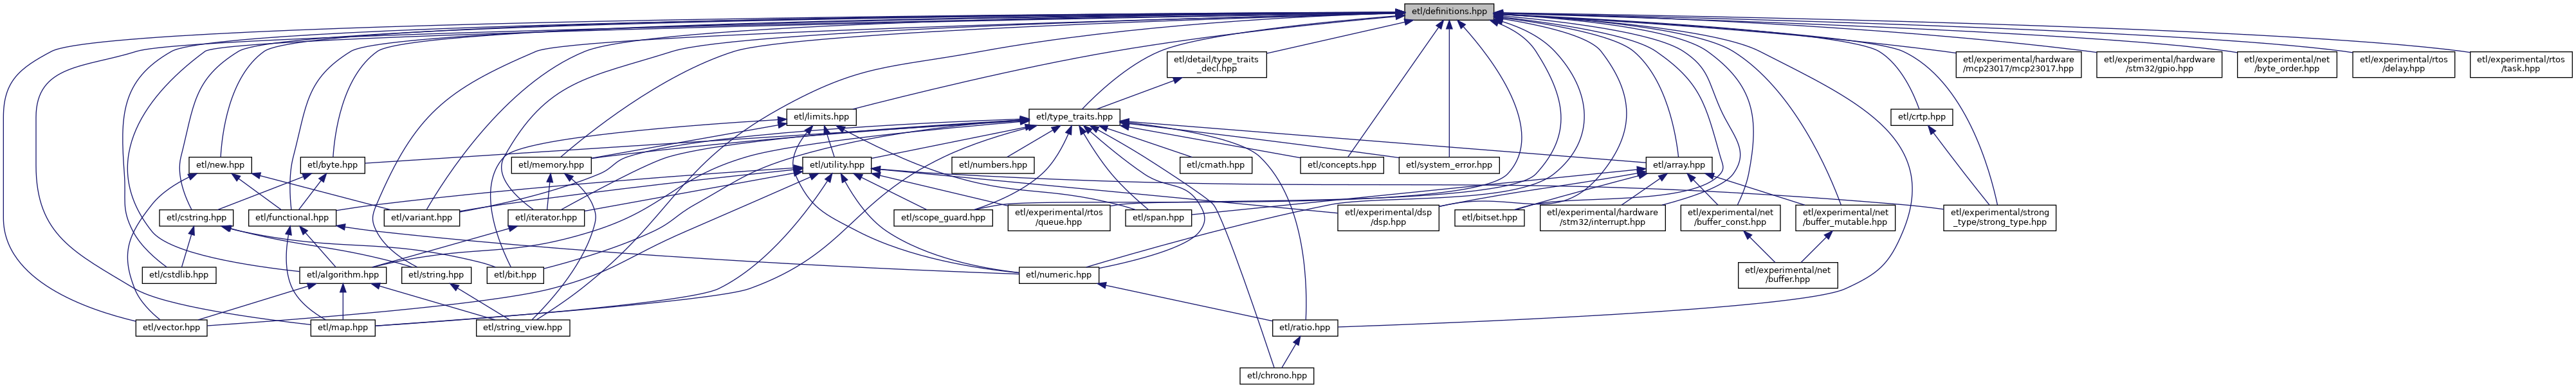 etl/definitions.hpp
etl/detail/type_traits
_decl.hpp
etl/experimental/hardware
/mcp23017/mcp23017.hpp
etl/experimental/hardware
/stm32/gpio.hpp
etl/experimental/net
/byte_order.hpp
etl/experimental/rtos
/delay.hpp
etl/experimental/rtos
/task.hpp
etl/limits.hpp
etl/type_traits.hpp
etl/crtp.hpp
etl/new.hpp
etl/byte.hpp
etl/memory.hpp
etl/utility.hpp
etl/numbers.hpp
etl/cmath.hpp
etl/concepts.hpp
etl/system_error.hpp
etl/array.hpp
etl/cstring.hpp
etl/functional.hpp
etl/variant.hpp
etl/iterator.hpp
etl/scope_guard.hpp
etl/experimental/rtos
/queue.hpp
etl/span.hpp
etl/experimental/dsp
/dsp.hpp
etl/bitset.hpp
etl/experimental/hardware
/stm32/interrupt.hpp
etl/experimental/net
/buffer_const.hpp
etl/experimental/net
/buffer_mutable.hpp
etl/experimental/strong
_type/strong_type.hpp
etl/cstdlib.hpp
etl/algorithm.hpp
etl/string.hpp
etl/bit.hpp
etl/numeric.hpp
etl/experimental/net
/buffer.hpp
etl/vector.hpp
etl/map.hpp
etl/string_view.hpp
etl/ratio.hpp
etl/chrono.hpp